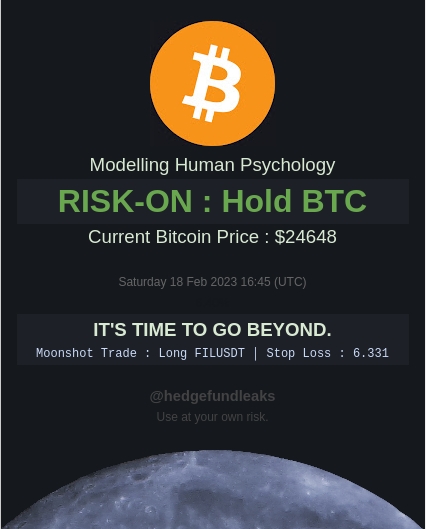 Modelling Human Psychology
RISK-ON : Hold BTC
Current Bitcoin Price : $24648
Saturday 18 Feb 2023 16:45 (UTC)
IT'S TIME TO GO BEYOND.
Moonshot Trade : Long FILUSDT | Stop Loss : 6.331
@hedgefundleaks
Use at your own risk.